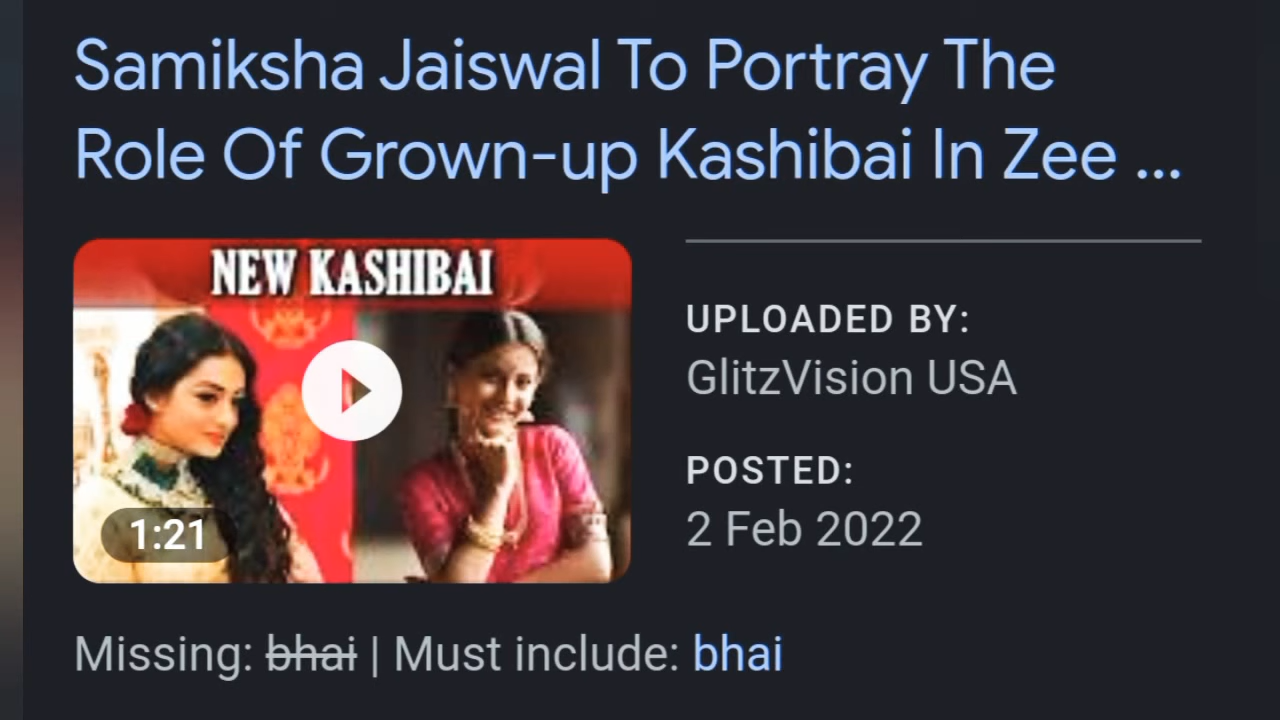 Samiksha Jaiswal To Portray The
Role Of Grown-up Kashibai In Zee ...
NEW KASHIBAI
1:21
UPLOADED BY:
GlitzVision USA
POSTED:
2 Feb 2022
Missing: bhai | Must include: bhai